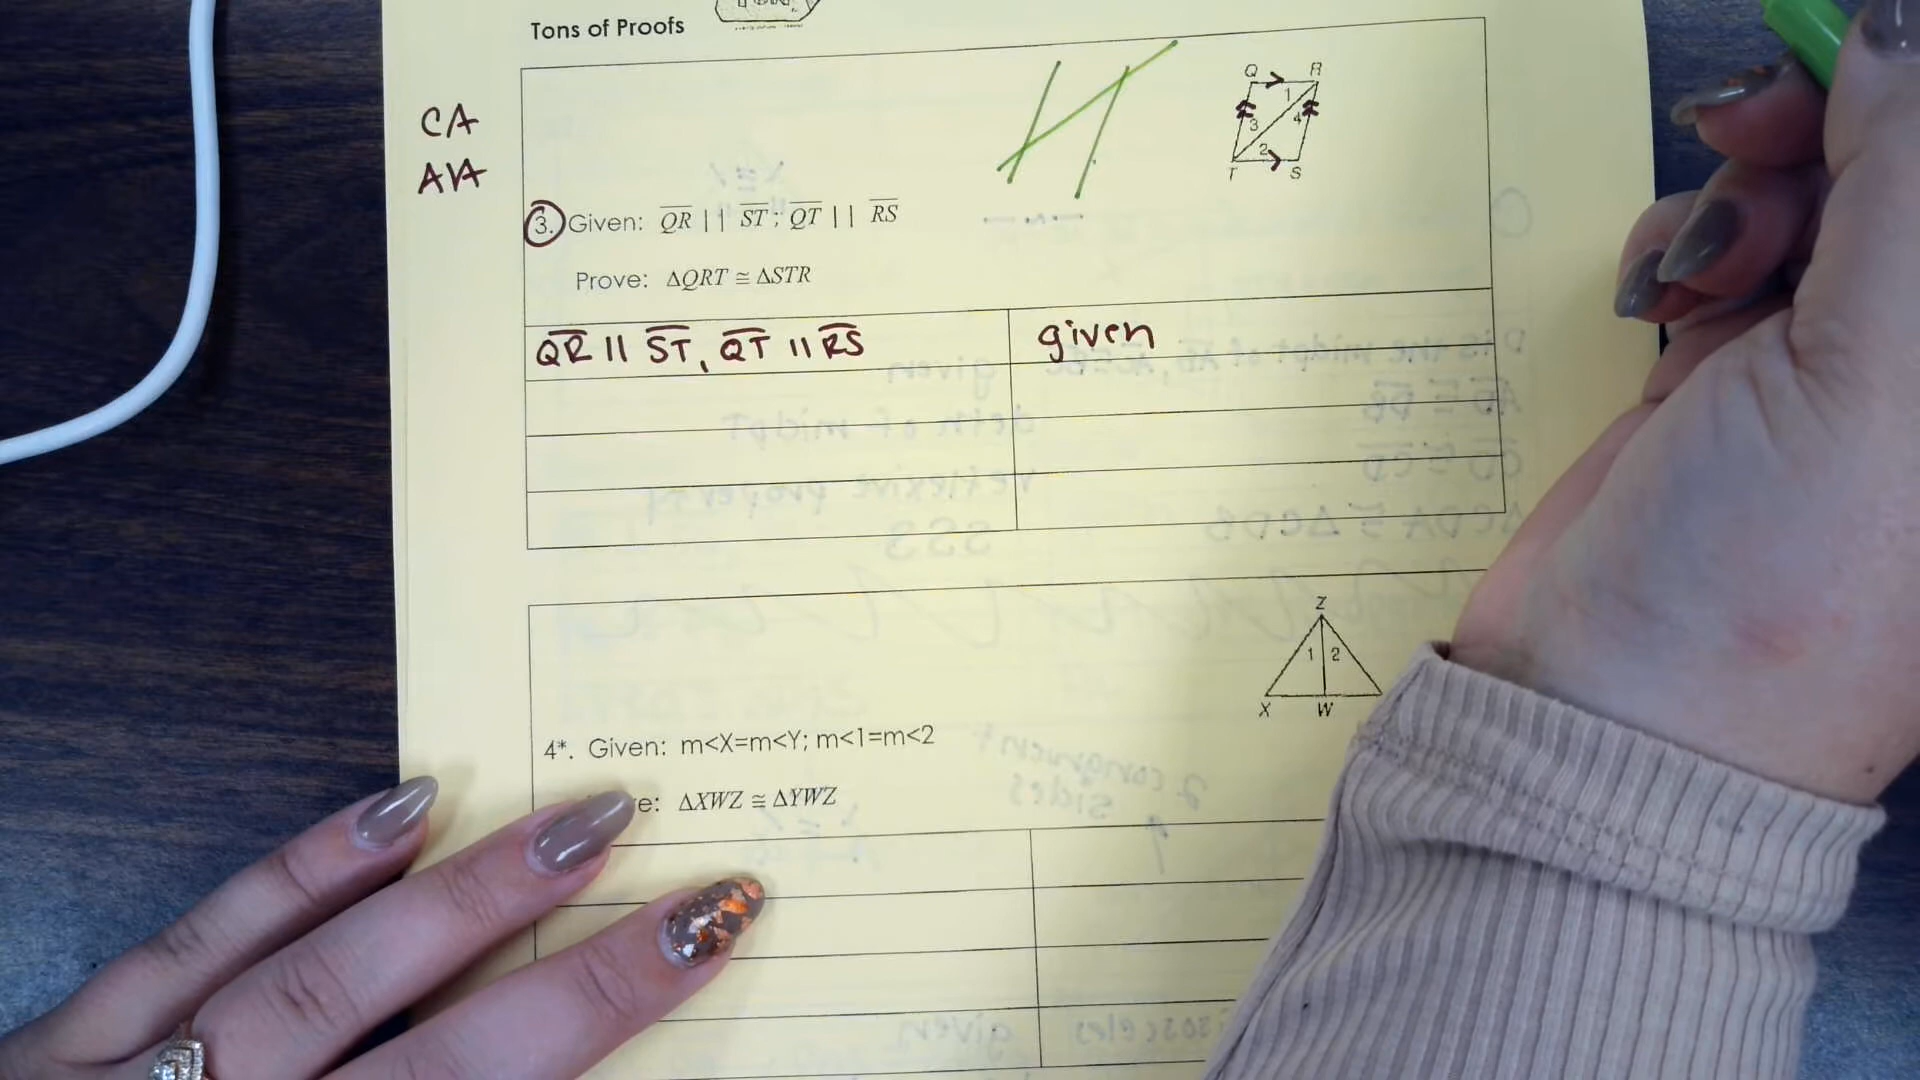 Tons of Proofs
CA
AIA
Q R
1
3 4
2
T S
3. Given: QR || ST; QT || RS
Prove: ΔQRT ≅ ΔSTR
QR || ST, QT || RS given
Z
1 2
X W
4*. Given: m<X=m<Y; m<1=m<2
e: ΔXWZ ≅ ΔYWZ